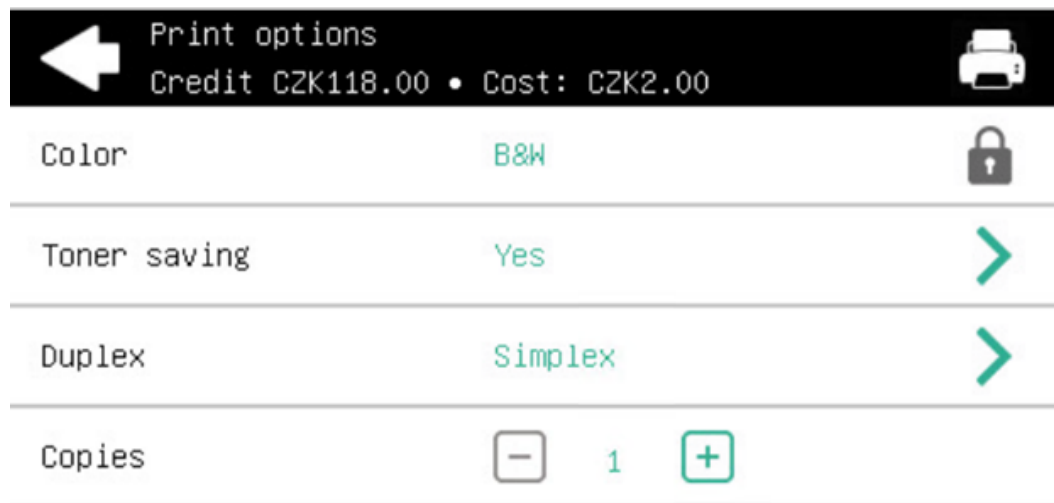 Print options
Credit CZK118.00 • Cost: CZK2.00
Color B&W
Toner saving Yes
Duplex Simplex
Copies - 1 +